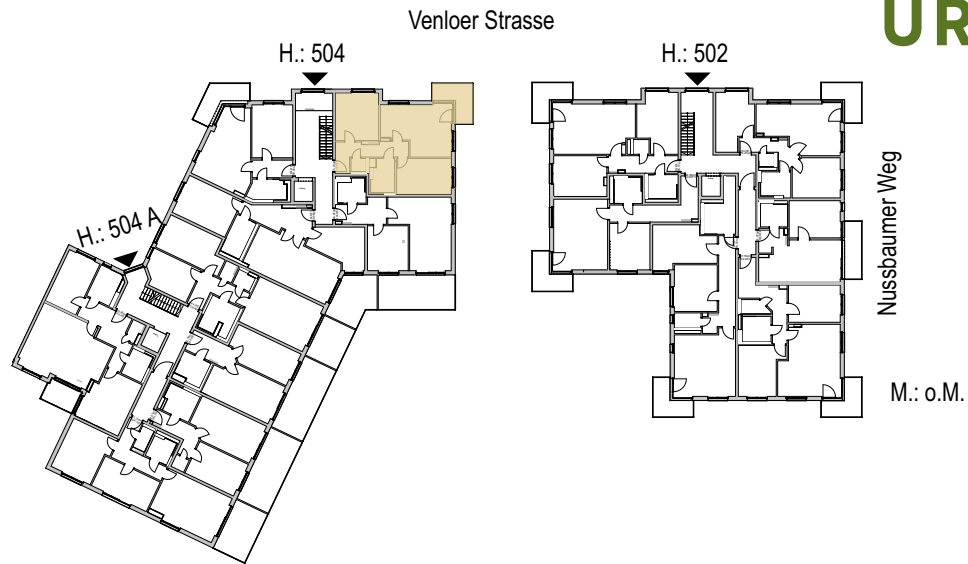 Venloer Strasse
UR
H.: 504
H.: 502
H.: 504 A
Nussbaumer Weg
M.: o.M.